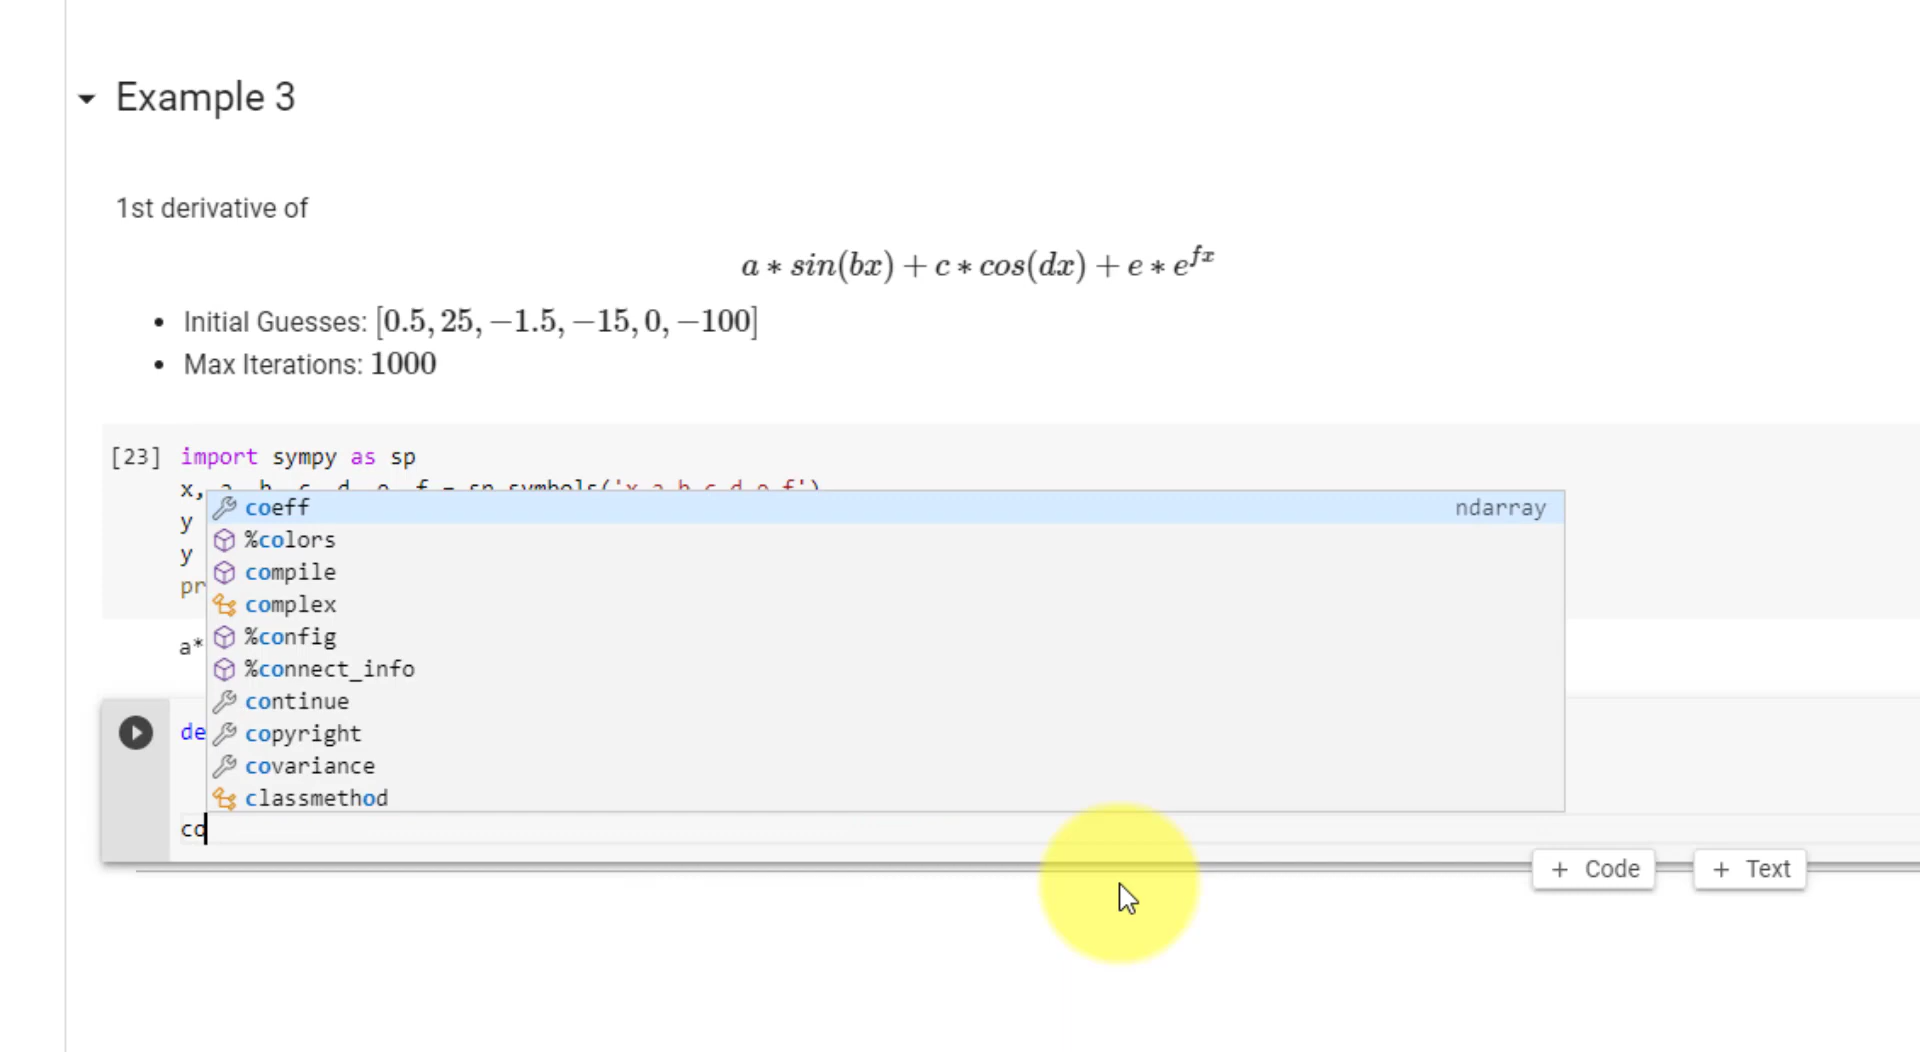 Example 3
1st derivative of
a ∗ sin(bx) + c ∗ cos(dx) + e ∗ e^{fx}
• Initial Guesses: [0.5, 25, −1.5, −15, 0, −100]
• Max Iterations: 1000
[23] import sympy as sp
x, a, b, c, d, e, f = sp.symbols('x a b c d e f')
y
y
pr
a*
coeff ndarray
%colors
compile
complex
%config
%connect_info
continue
copyright
covariance
classmethod
de
co
+ Code + Text